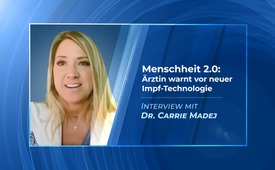 Menschheit 2.0:
Ärztin warnt vor neuer
Impf-Technologie
Interview mit
Dr. Carrie Madej